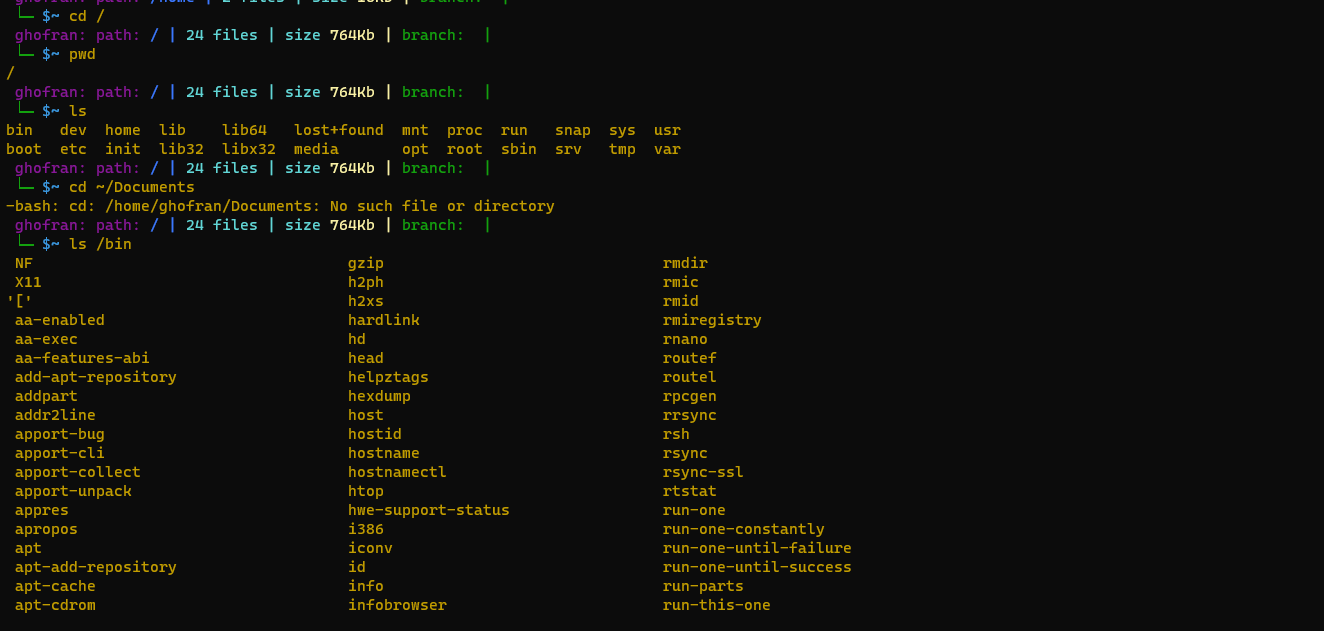 ghofran: path: /home | 2 files | size 16Kb | branch:  |
└─ $~ cd /
ghofran: path: / | 24 files | size 764Kb | branch:  |
└─ $~ pwd
/
ghofran: path: / | 24 files | size 764Kb | branch:  |
└─ $~ ls
bin   dev  home  lib    lib64   lost+found  mnt  proc  run   snap  sys  usr
boot  etc  init  lib32  libx32  media       opt  root  sbin  srv   tmp  var
ghofran: path: / | 24 files | size 764Kb | branch:  |
└─ $~ cd ~/Documents
-bash: cd: /home/ghofran/Documents: No such file or directory
ghofran: path: / | 24 files | size 764Kb | branch:  |
└─ $~ ls /bin
NF                                   gzip                               rmdir
X11                                  h2ph                               rmic
'['                                  h2xs                               rmid
aa-enabled                           hardlink                           rmiregistry
aa-exec                              hd                                 rnano
aa-features-abi                      head                               routef
add-apt-repository                   helpztags                          routel
addpart                              hexdump                            rpcgen
addr2line                            host                               rrsync
apport-bug                           hostid                             rsh
apport-cli                           hostname                           rsync
apport-collect                       hostnamectl                        rsync-ssl
apport-unpack                        htop                               rtstat
appres                               hwe-support-status                 run-one
apropos                              i386                               run-one-constantly
apt                                  iconv                              run-one-until-failure
apt-add-repository                   id                                 run-one-until-success
apt-cache                            info                               run-parts
apt-cdrom                            infobrowser                        run-this-one